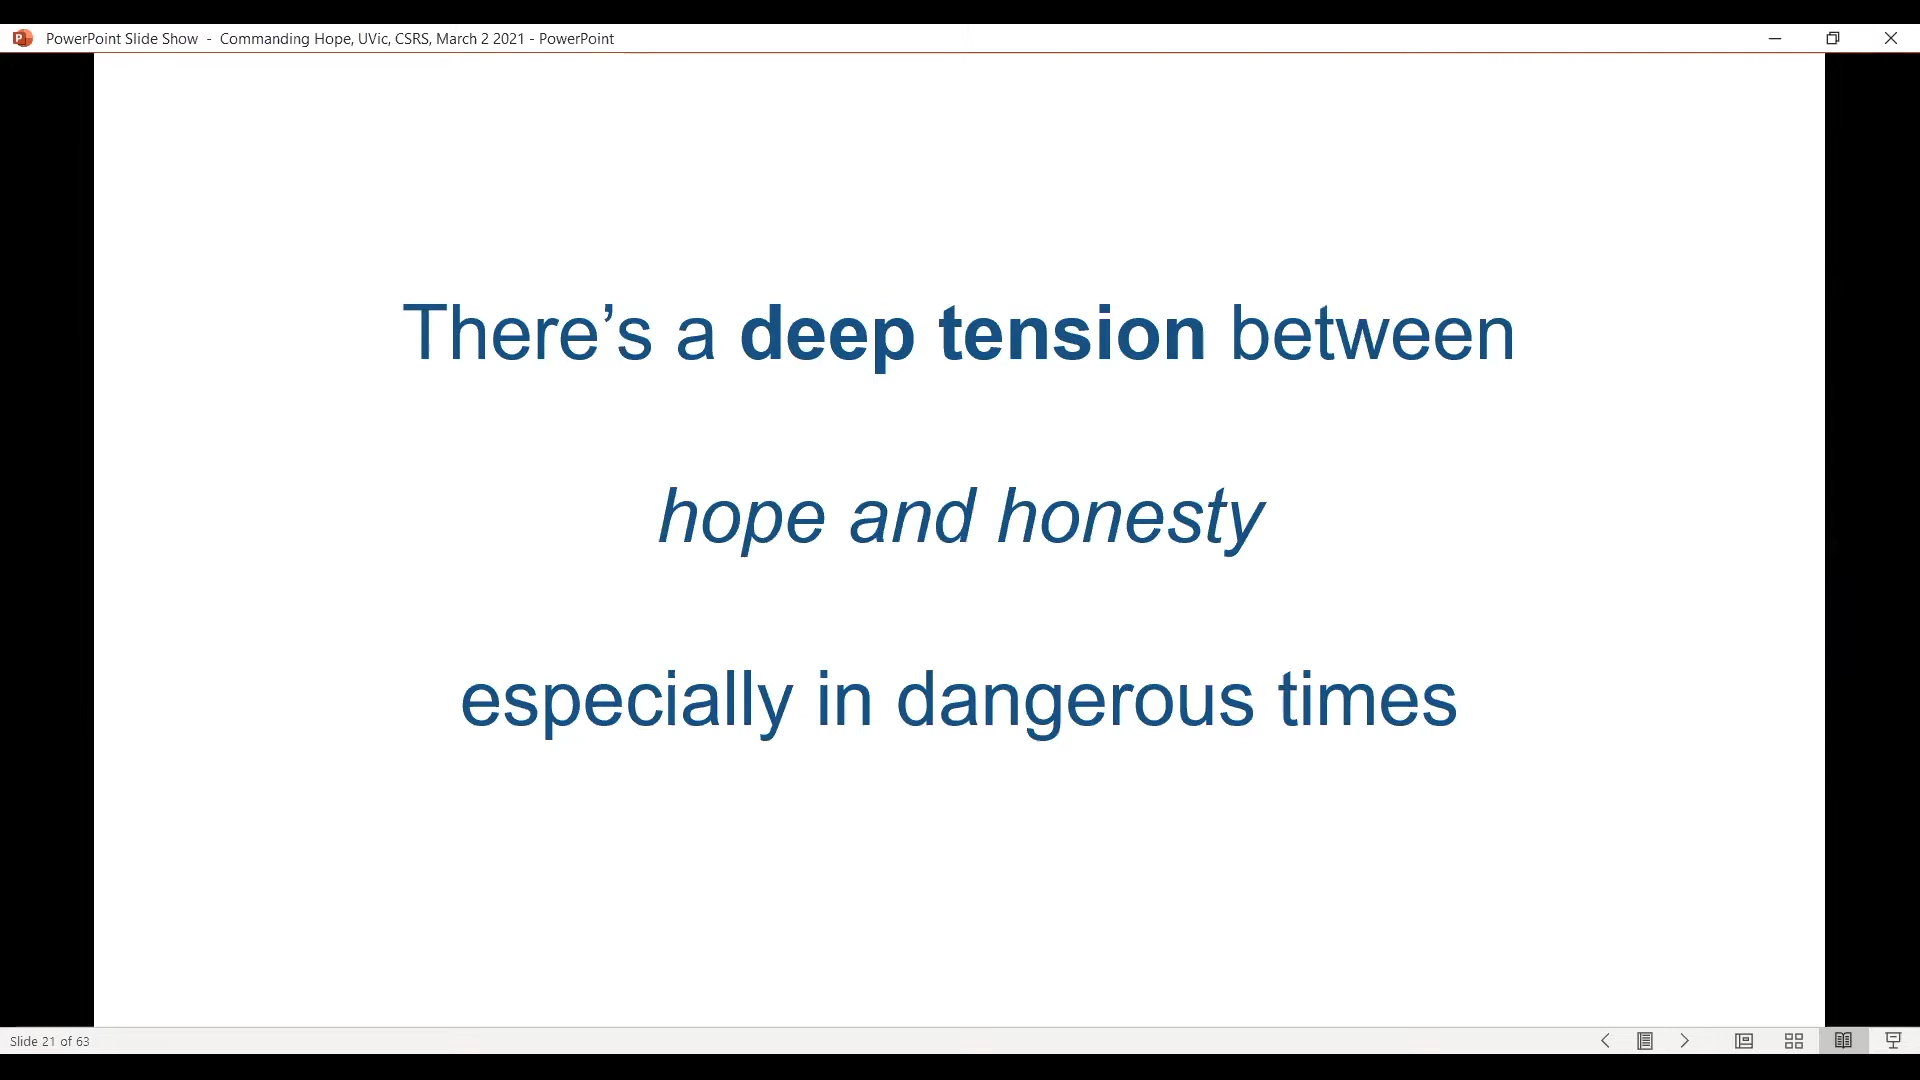 PowerPoint Slide Show - Commanding Hope, UVic, CSRS, March 2 2021 - PowerPoint
There’s a deep tension between
hope and honesty
especially in dangerous times
Slide 21 of 63